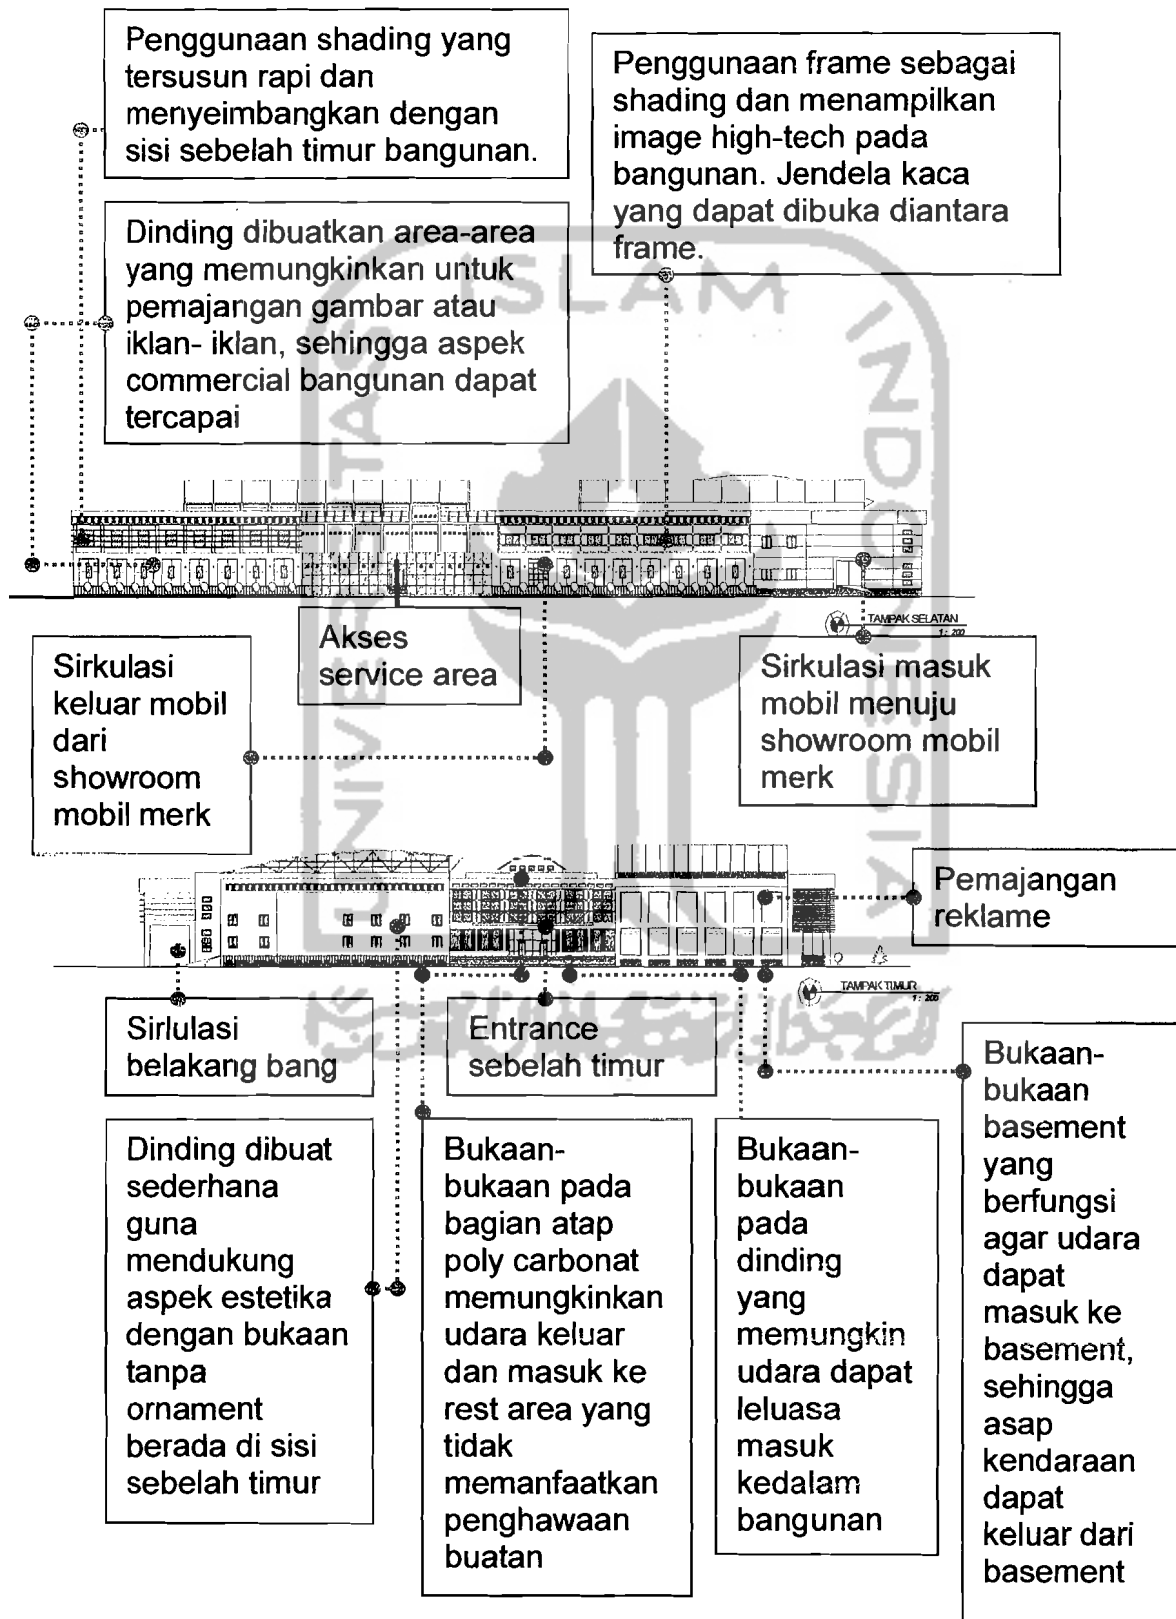 Penggunaan shading yang
tersusun rapi dan
menyeimbangkan dengan
sisi sebelah timur bangunan.
Penggunaan frame sebagai
shading dan menampilkan
image high-tech pada
bangunan. Jendela kaca
yang dapat dibuka diantara
frame.
Dinding dibuatkan area-area
yang memungkinkan untuk
pemajangan gambar atau
iklan- iklan, sehingga aspek
commercial bangunan dapat
tercapai
TAMPAK SELATAN
1 : 200
Akses
service area
Sirkulasi
keluar mobil
dari
showroom
mobil merk
Sirkulasi masuk
mobil menuju
showroom mobil
merk
Pemajangan
reklame
TAMPAK TIMUR
1 : 200
Sirlulasi
belakang bang
Entrance
sebelah timur
Dinding dibuat
sederhana
guna
mendukung
aspek estetika
dengan bukaan
tanpa
ornament
berada di sisi
sebelah timur
Bukaan-
bukaan pada
bagian atap
poly carbonat
memungkinkan
udara keluar
dan masuk ke
rest area yang
tidak
memanfaatkan
penghawaan
buatan
Bukaan-
bukaan
pada
dinding
yang
memungkin
udara dapat
leluasa
masuk
kedalam
bangunan
Bukaan-
bukaan
basement
yang
berfungsi
agar udara
dapat
masuk ke
basement,
sehingga
asap
kendaraan
dapat
keluar dari
basement
UNIVERSITAS
ISLAM
INDONESIA